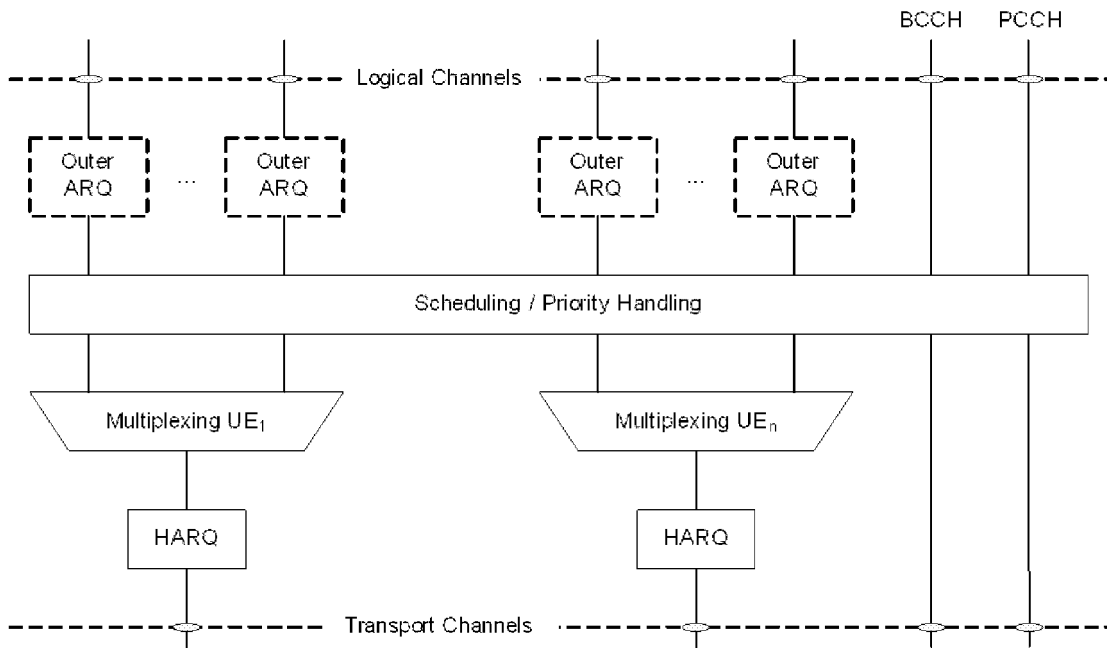 BCCH PCCH
Logical Channels
Outer ARQ ... Outer ARQ Outer ARQ ... Outer ARQ
Scheduling / Priority Handling
Multiplexing UE1 Multiplexing UEn
HARQ HARQ
Transport Channels